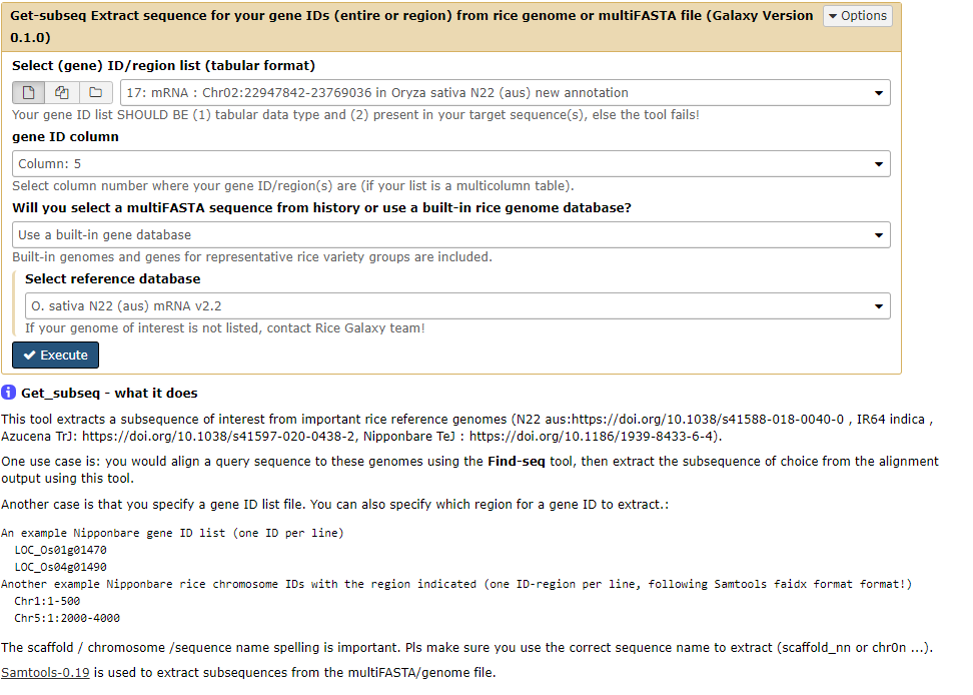 Get-subseq Extract sequence for your gene IDs (entire or region) from rice genome or multiFASTA file (Galaxy Version
0.1.0)
Options
Select (gene) ID/region list (tabular format)
17: mRNA : Chr02:22947842-23769036 in Oryza sativa N22 (aus) new annotation
Your gene ID list SHOULD BE (1) tabular data type and (2) present in your target sequence(s), else the tool fails!
gene ID column
Column: 5
Select column number where your gene ID/region(s) are (if your list is a multicolumn table).
Will you select a multiFASTA sequence from history or use a built-in rice genome database?
Use a built-in gene database
Built-in genomes and genes for representative rice variety groups are included.
Select reference database
O. sativa N22 (aus) mRNA v2.2
If your genome of interest is not listed, contact Rice Galaxy team!
Execute
Get_subseq - what it does
This tool extracts a subsequence of interest from important rice reference genomes (N22 aus:https://doi.org/10.1038/s41588-018-0040-0 , IR64 indica ,
Azucena TrJ: https://doi.org/10.1038/s41597-020-0438-2, Nipponbare TeJ : https://doi.org/10.1186/1939-8433-6-4).
One use case is: you would align a query sequence to these genomes using the Find-seq tool, then extract the subsequence of choice from the alignment
output using this tool.
Another case is that you specify a gene ID list file. You can also specify which region for a gene ID to extract.:
An example Nipponbare gene ID list (one ID per line)
LOC_Os01g01470
LOC_Os04g01490
Another example Nipponbare rice chromosome IDs with the region indicated (one ID-region per line, following Samtools faidx format format!)
Chr1:1-500
Chr5:1:2000-4000
The scaffold / chromosome /sequence name spelling is important. Pls make sure you use the correct sequence name to extract (scaffold_nn or chr0n ...).
Samtools-0.19 is used to extract subsequences from the multiFASTA/genome file.